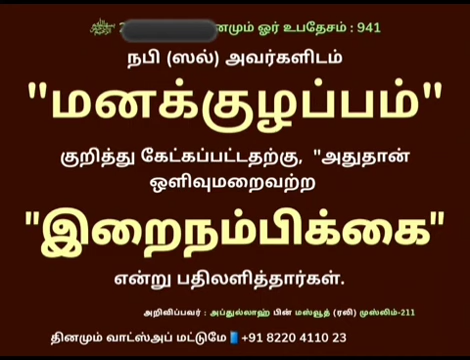 னமும் ஓர் உபதேசம் : 941
நபி (ஸல்) அவர்களிடம்
"மனக்குழப்பம்"
குறித்து கேட்கப்பட்டதற்கு, "அதுதான்
ஒளிவுமறைவற்ற
"இறைநம்பிக்கை"
என்று பதிலளித்தார்கள்.
அறிவிப்பவர் : அப்துல்லாஹ் பின் மஸ்வூத் (ரலி) முஸ்லிம்-211
தினமும் வாட்ஸ்அப் மட்டுமே +91 8220 4110 23